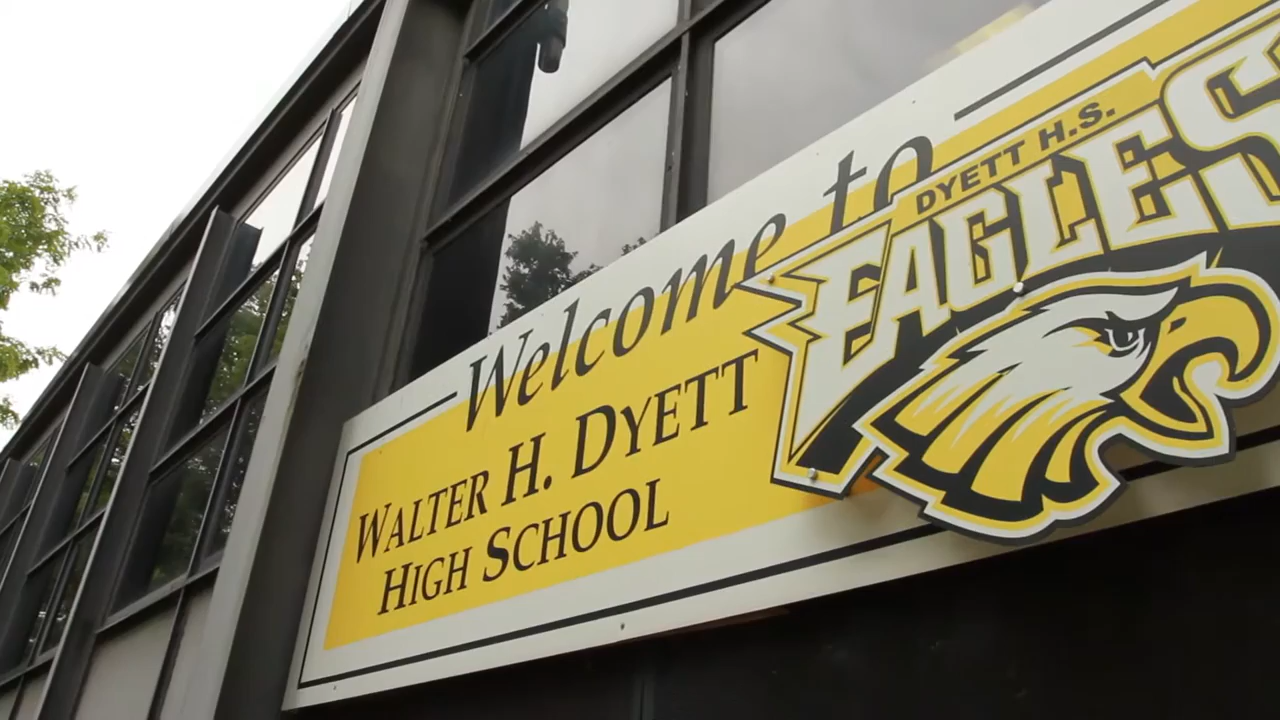 Welcome to
WALTER H. DYETT
HIGH SCHOOL
DYETT H.S.
EAGLES